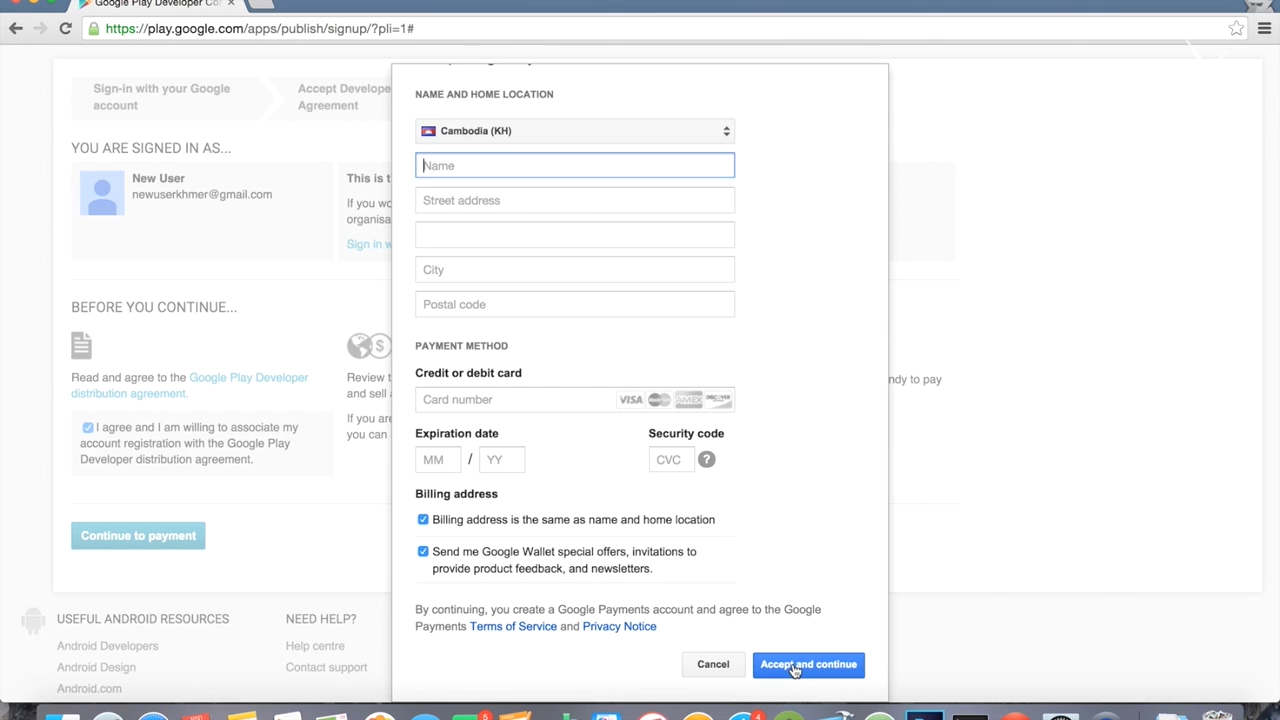 Google Play Developer Co
https://play.google.com/apps/publish/signup/?pli=1#
Sign-in with your Google
account
Accept Develope
Agreement
YOU ARE SIGNED IN AS...
New User
newuserkhmer@gmail.com
This is t
If you wo
organisa
Sign in w
BEFORE YOU CONTINUE...
Read and agree to the Google Play Developer
distribution agreement.
I agree and I am willing to associate my
account registration with the Google Play
Developer distribution agreement.
Review t
and sell a
If you are
you can
ndy to pay
Continue to payment
USEFUL ANDROID RESOURCES
Android Developers
Android Design
Android.com
NEED HELP?
Help centre
Contact support
NAME AND HOME LOCATION
Cambodia (KH)
Name
Street address
City
Postal code
PAYMENT METHOD
Credit or debit card
Card number
VISA
AMEX
DISCOVER
Expiration date
Security code
MM / YY
CVC ?
Billing address
Billing address is the same as name and home location
Send me Google Wallet special offers, invitations to
provide product feedback, and newsletters.
By continuing, you create a Google Payments account and agree to the Google
Payments Terms of Service and Privacy Notice
Cancel
Accept and continue
5
4